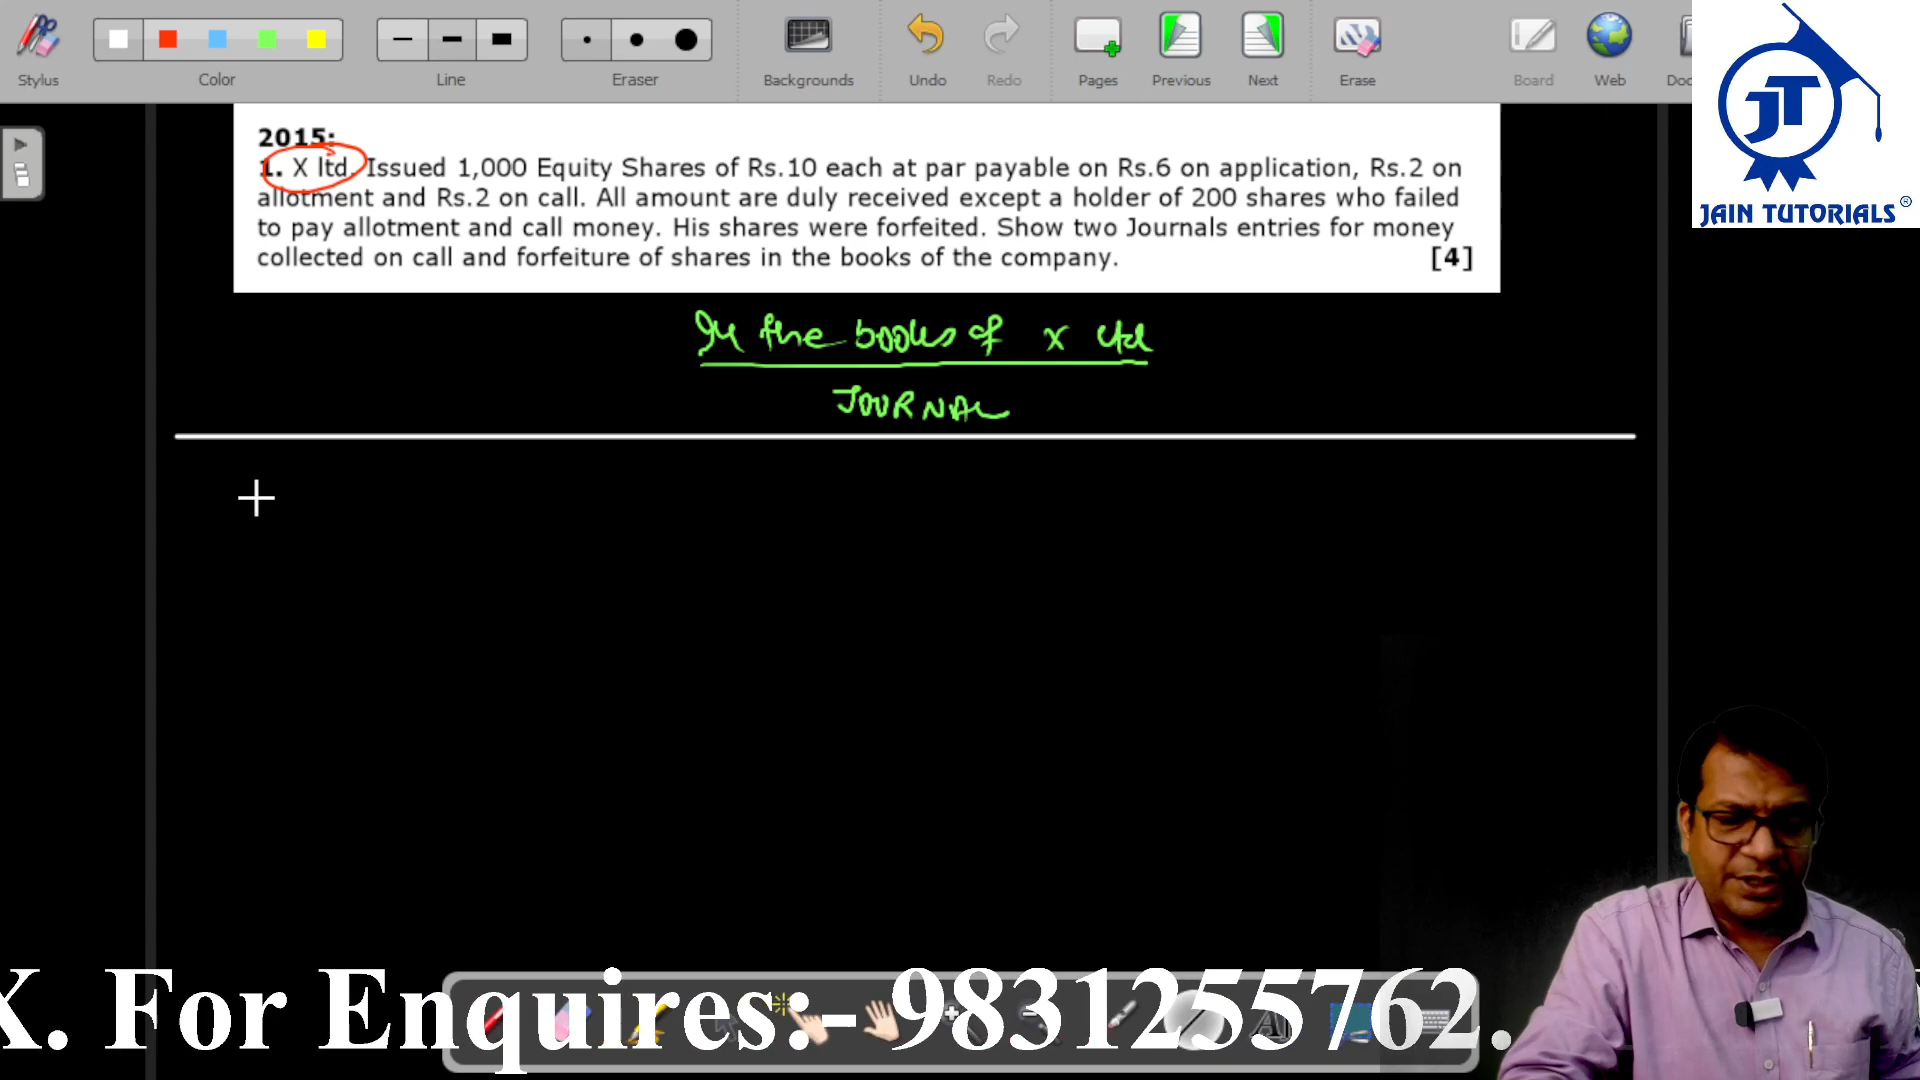 Stylus
Color
Line
Eraser
Backgrounds
Undo
Redo
Pages
Previous
Next
Erase
Board
Web
JT
JAIN TUTORIALS®
2015:
1. X ltd. Issued 1,000 Equity Shares of Rs.10 each at par payable on Rs.6 on application, Rs.2 on
allotment and Rs.2 on call. All amount are duly received except a holder of 200 shares who failed
to pay allotment and call money. His shares were forfeited. Show two Journals entries for money
collected on call and forfeiture of shares in the books of the company. [4]
In the books of X Ltd
JOURNAL
X. For Enquires:- 9831255762.